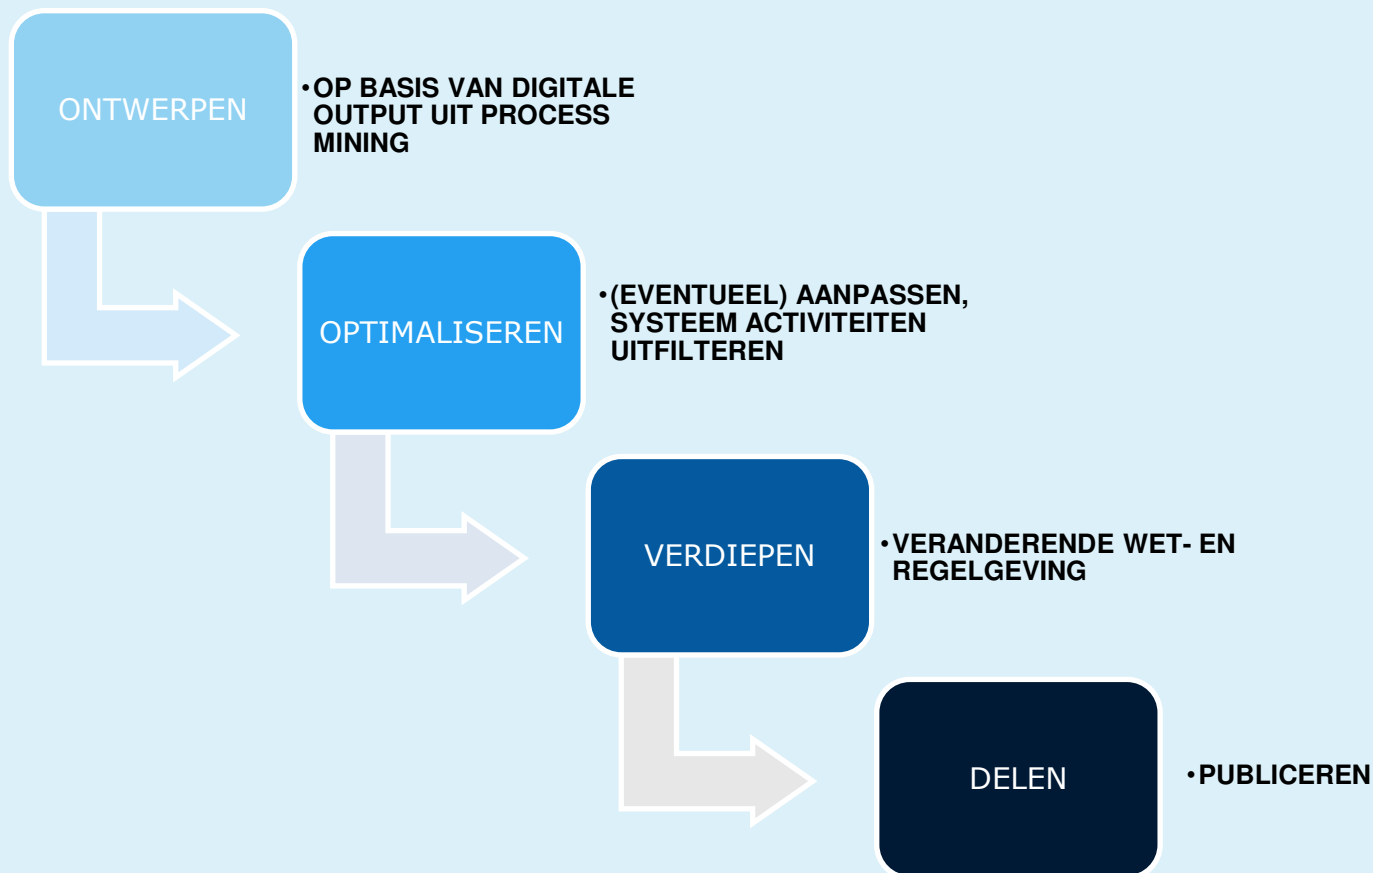 ONTWERPEN
•OP BASIS VAN DIGITALE
OUTPUT UIT PROCESS
MINING
OPTIMALISEREN
•(EVENTUEEL) AANPASSEN,
SYSTEEM ACTIVITEITEN
UITFILTEREN
VERDIEPEN
•VERANDERENDE WET- EN
REGELGEVING
DELEN
•PUBLICEREN